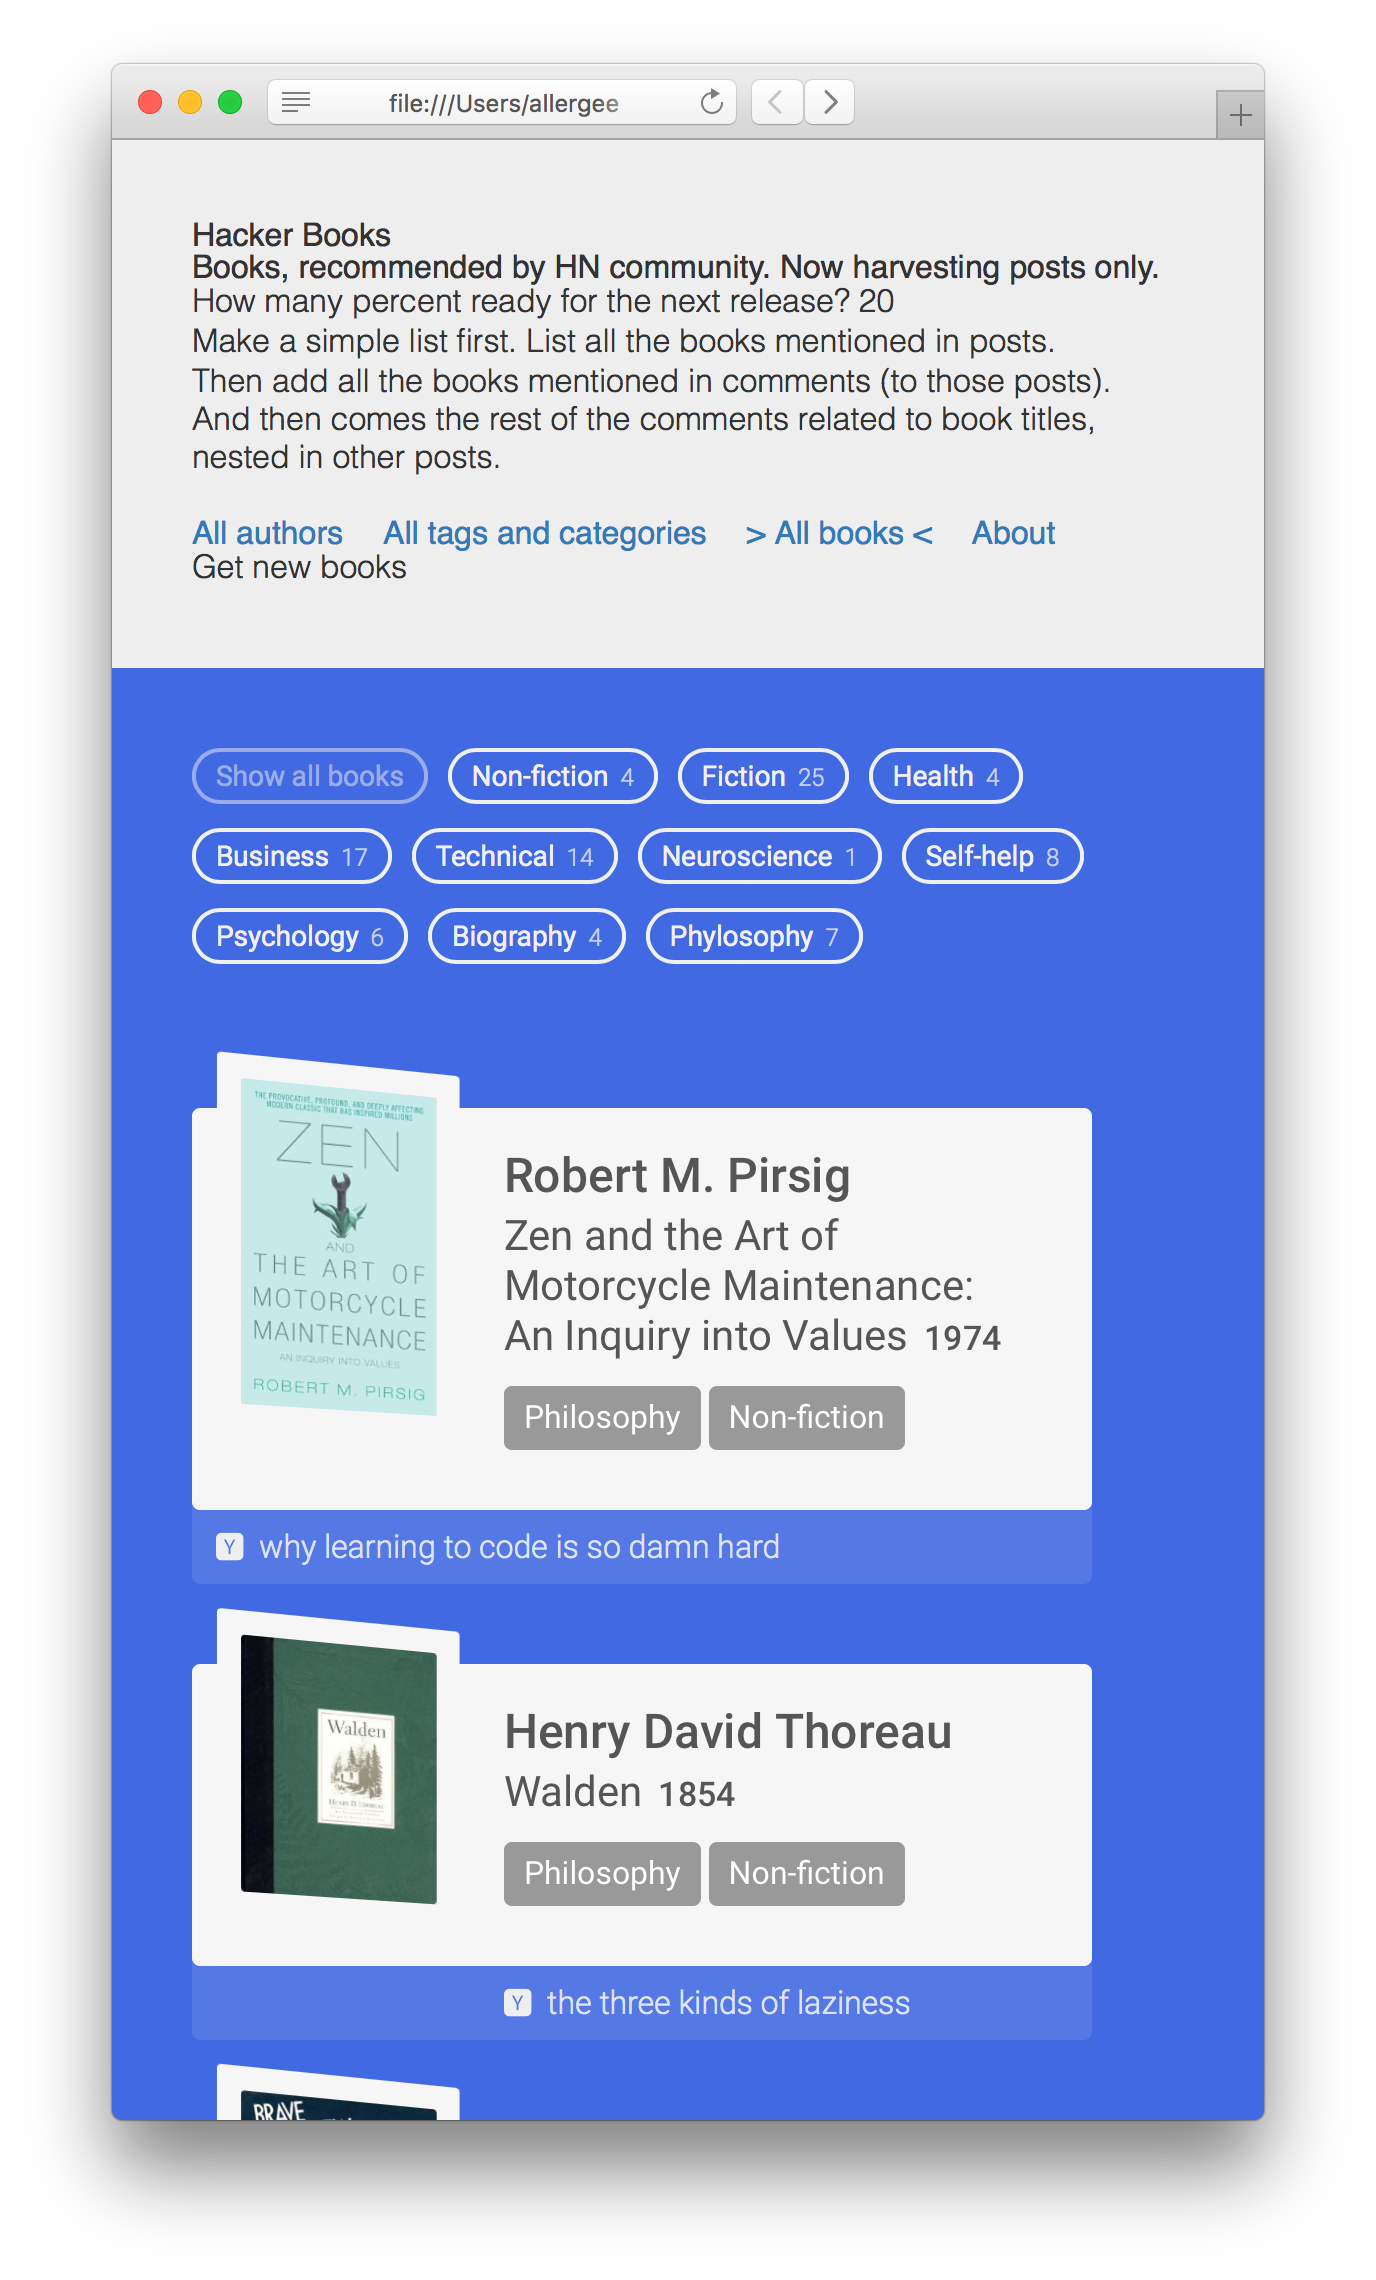 file:///Users/allergee
Hacker Books
Books, recommended by HN community. Now harvesting posts only.
How many percent ready for the next release? 20
Make a simple list first. List all the books mentioned in posts.
Then add all the books mentioned in comments (to those posts).
And then comes the rest of the comments related to book titles,
nested in other posts.
All authors All tags and categories > All books < About
Get new books
Show all books Non-fiction 4 Fiction 25 Health 4
Business 17 Technical 14 Neuroscience 1 Self-help 8
Psychology 6 Biography 4 Phylosophy 7
THE PROVOCATIVE, PROFOUND, AND DEEPLY AFFECTING
MODERN CLASSIC THAT HAS INSPIRED MILLIONS
ZEN
AND
THE ART OF
MOTORCYCLE
MAINTENANCE
AN INQUIRY INTO VALUES
ROBERT M. PIRSIG
Robert M. Pirsig
Zen and the Art of
Motorcycle Maintenance:
An Inquiry into Values 1974
Philosophy Non-fiction
Y why learning to code is so damn hard
Walden
HENRY D. THOREAU
Henry David Thoreau
Walden 1854
Philosophy Non-fiction
Y the three kinds of laziness
BRAVE